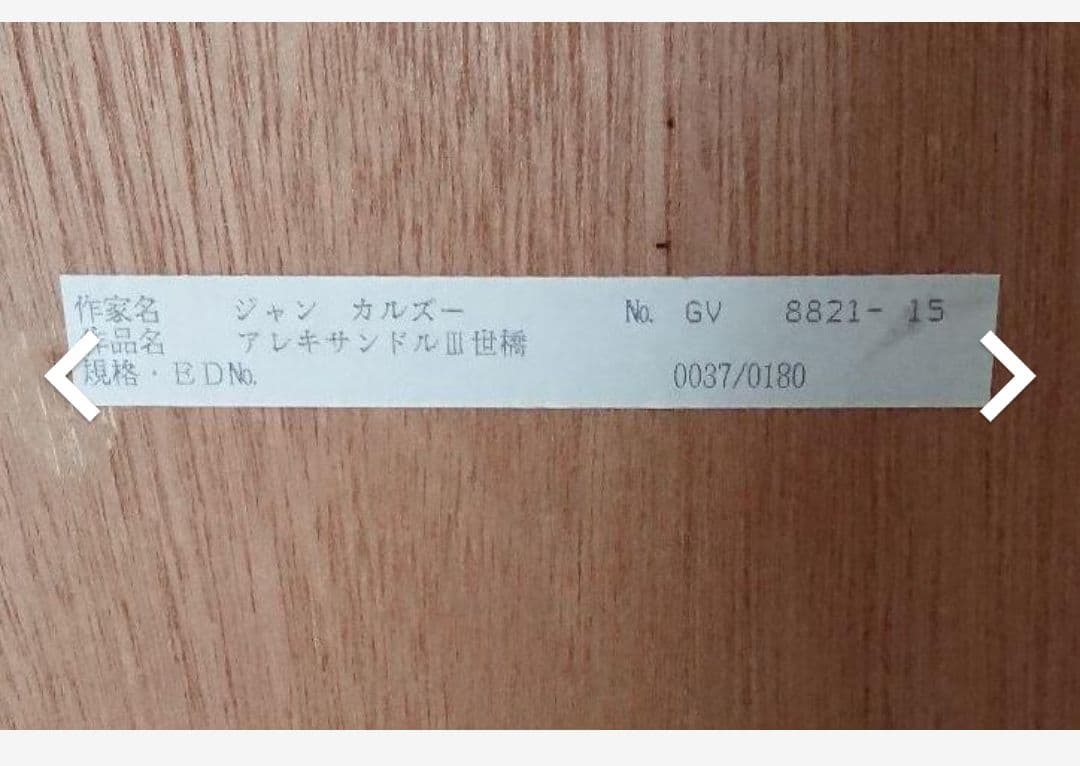 作家名 ジャン カルズー № GV 8821- 15
作品名 アレキサンドルⅢ世橋
規格・ED№ 0037/0180